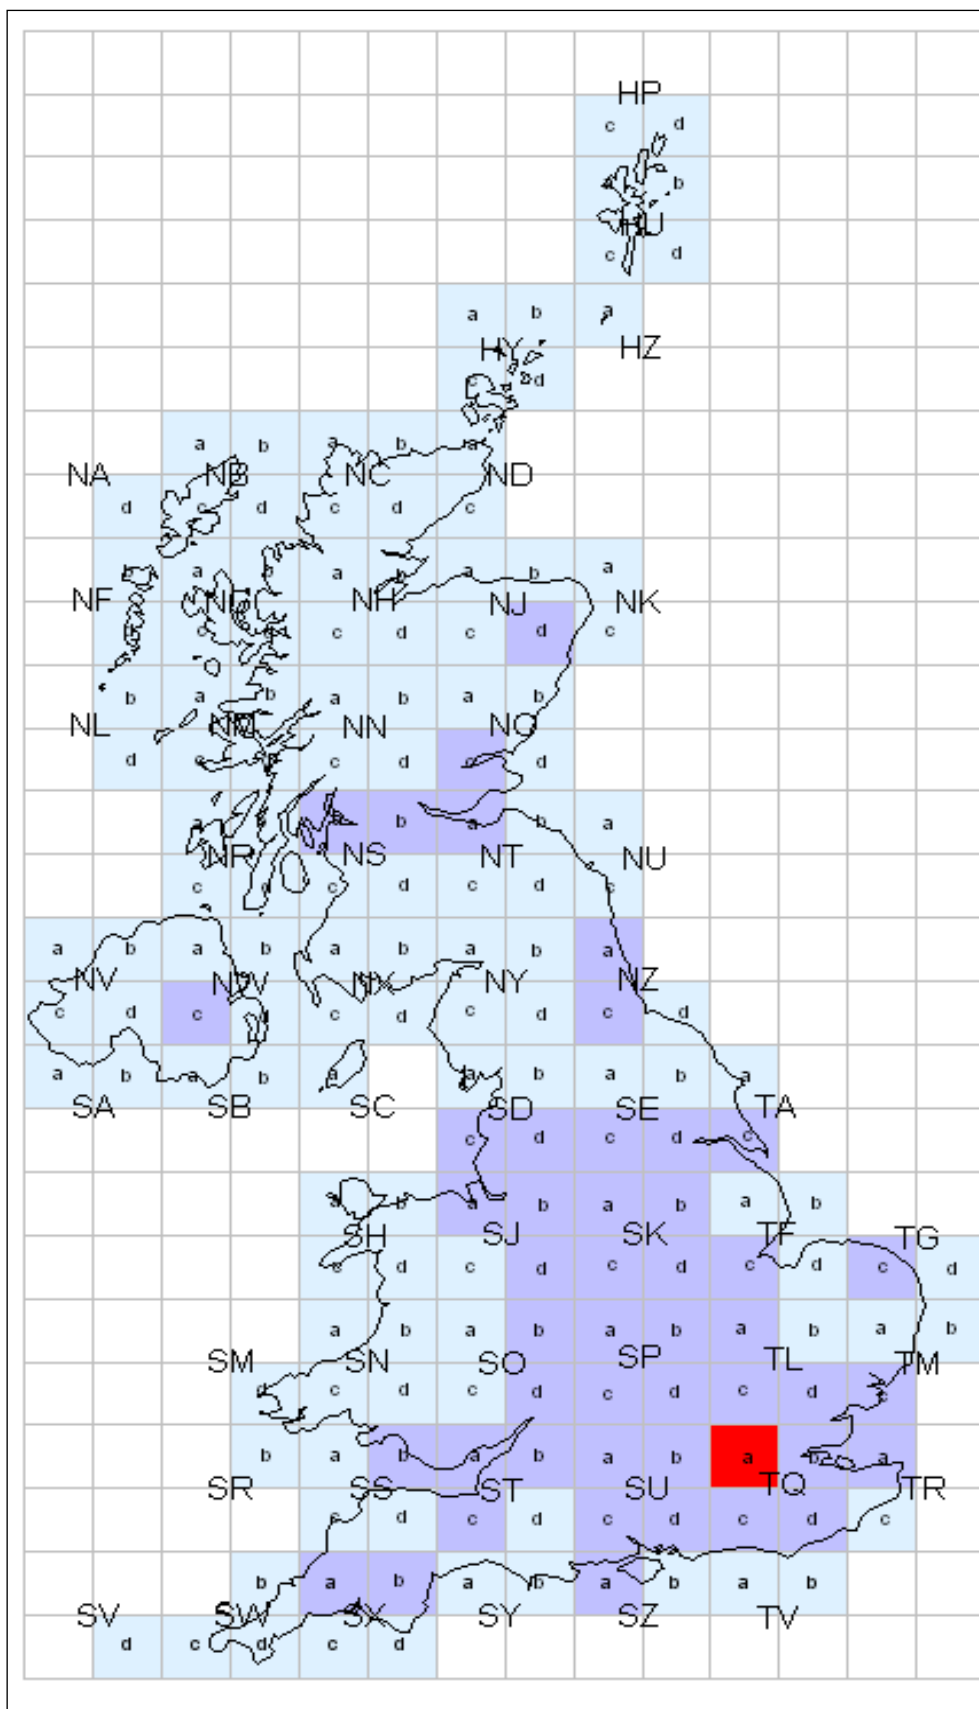 HP
c d
b
HU
c d
a b a
HY HZ
c d
a b a b a
NA NB NC ND
d c d c d c
b a b a b a b a
NF NG NH NJ NK
c c d c d c
b a b a b a b
NL NM NN NO
d c c d c d
a a b a b a
NR NS NT NU
c c c d c d c
a b a b a b a b a
NV NW NX NY NZ
c d c d c d c d c d
a b a b a a b a b a
SA SB SC SD SE TA
c d c d c
a b a b a b a b
SH SJ SK TF TG
c d c d c d c d c d
a b a b a b a b a b
SM SN SO SP TL TM
d c d c d c d c d c
b a b a b a b a b a
SR SS ST SU TQ TR
c d c d c d c d c
b a b a b a b a b
SV SW SX SY SZ TV
d c d c d